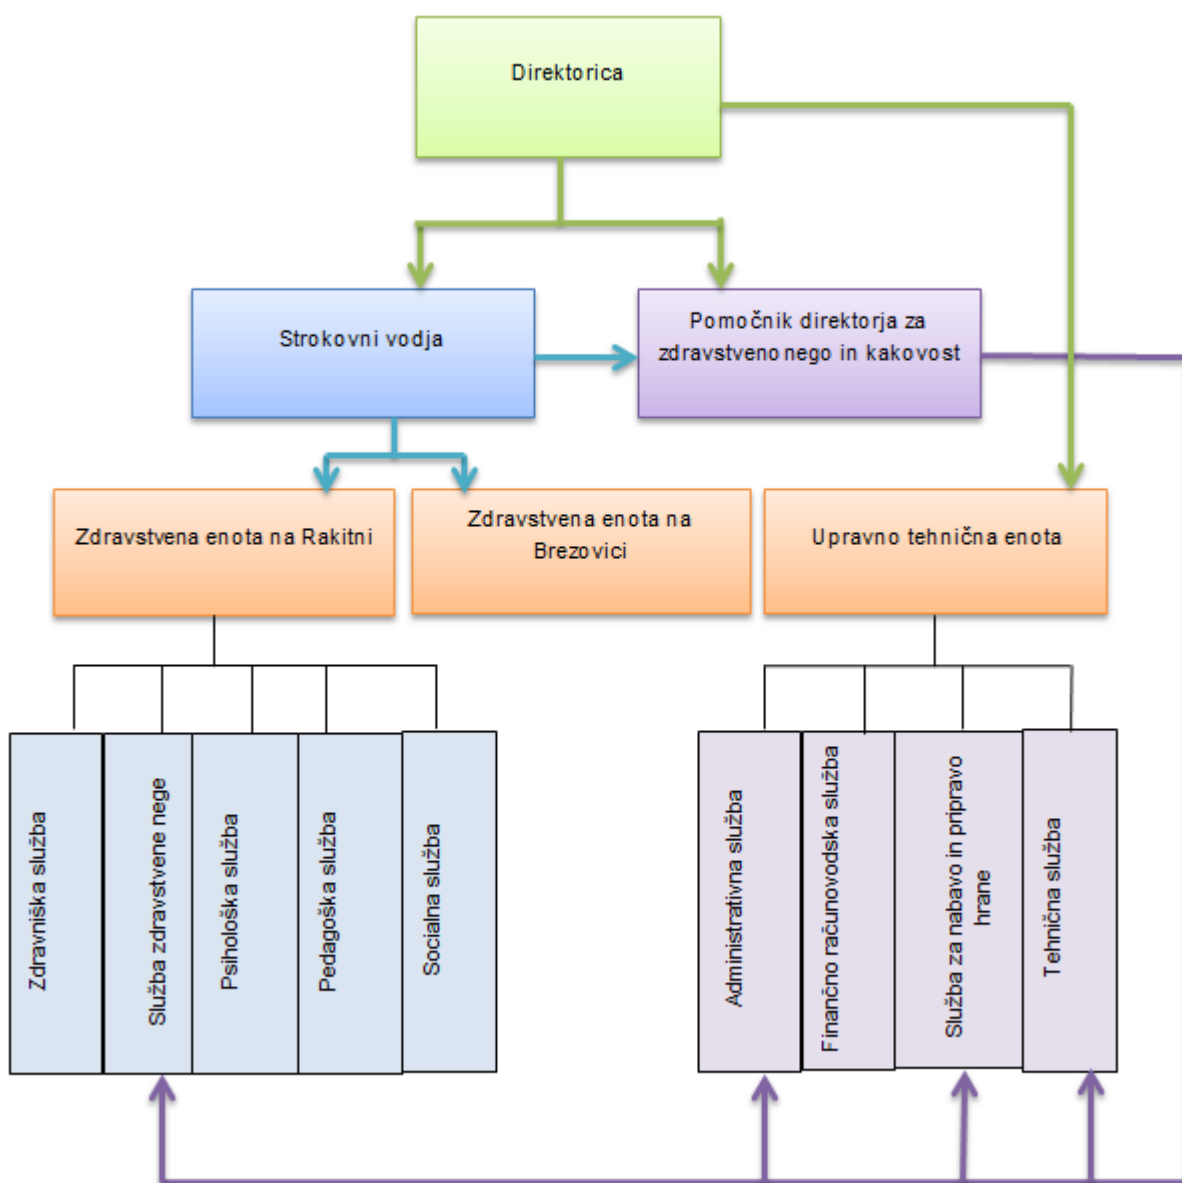 Direktorica
Strokovni vodja
Pomočnik direktorja za
zdravstveno nego in kakovost
Zdravstvena enota na Rakitni
Zdravstvena enota na
Brezovici
Upravno tehnična enota
Zdravniška služba
Služba zdravstvene nege
Psihološka služba
Pedagoška služba
Socialna služba
Administrativna služba
Finančno računovodska služba
Služba za nabavo in pripravo
hrane
Tehnična služba